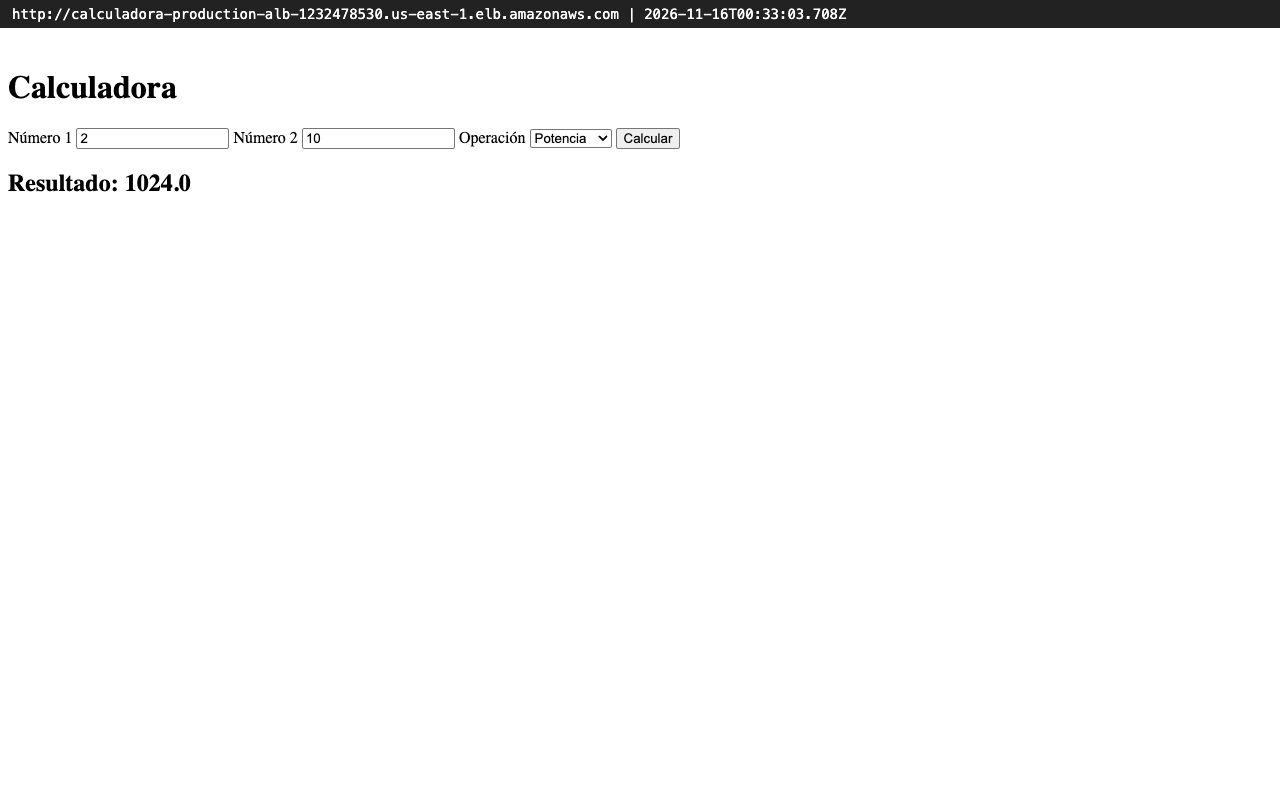 http://calculadora-production-alb-1232478530.us-east-1.elb.amazonaws.com | 2026-11-16T00:33:03.708Z
Calculadora
Número 1 2 Número 2 10 Operación Potencia Calcular
Resultado: 1024.0